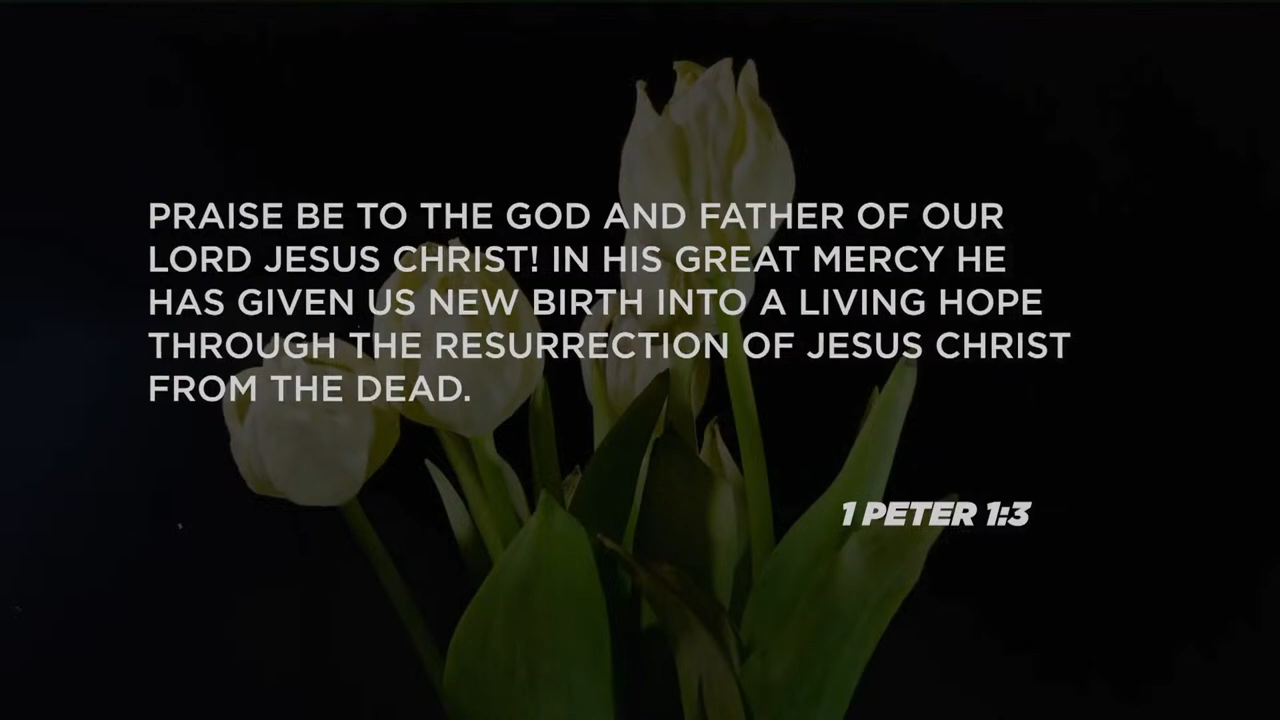 PRAISE BE TO THE GOD AND FATHER OF OUR
LORD JESUS CHRIST! IN HIS GREAT MERCY HE
HAS GIVEN US NEW BIRTH INTO A LIVING HOPE
THROUGH THE RESURRECTION OF JESUS CHRIST
FROM THE DEAD.
1 PETER 1:3